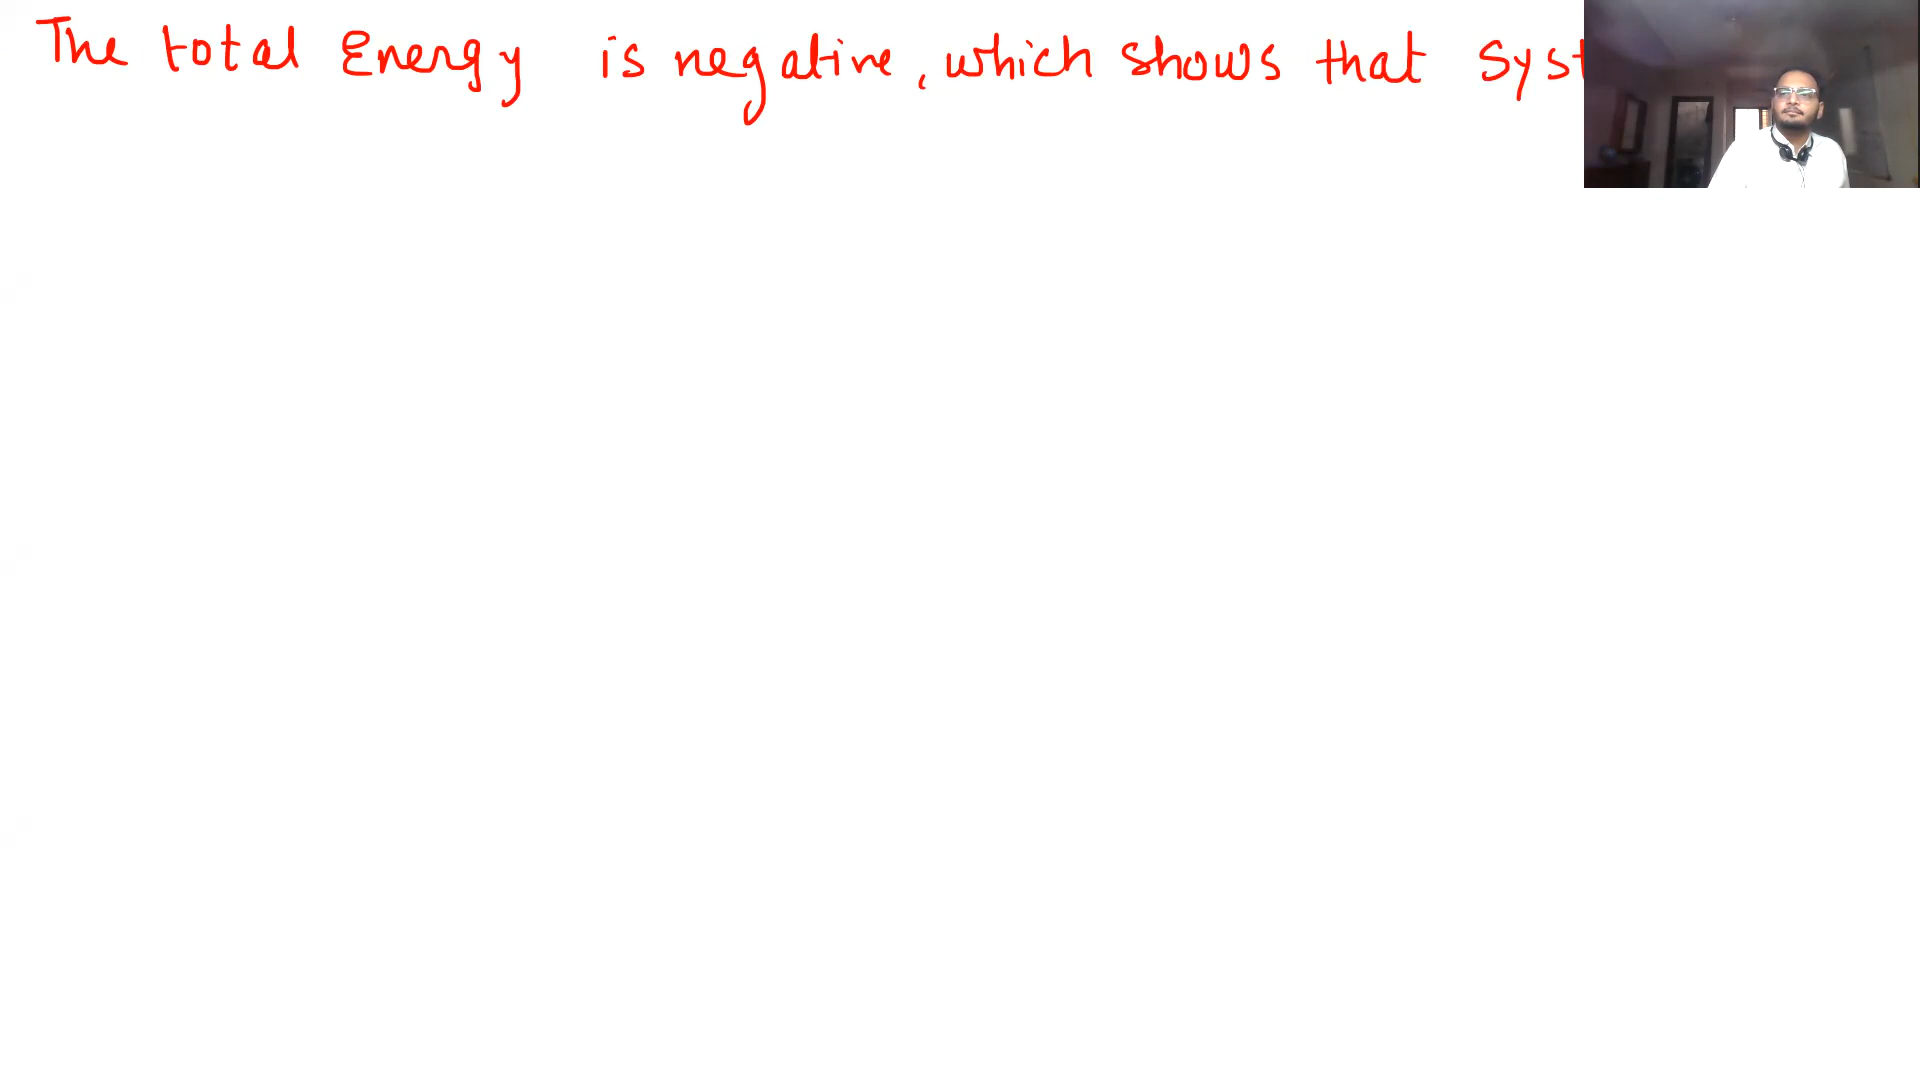 The total Energy is negative, which shows that syst